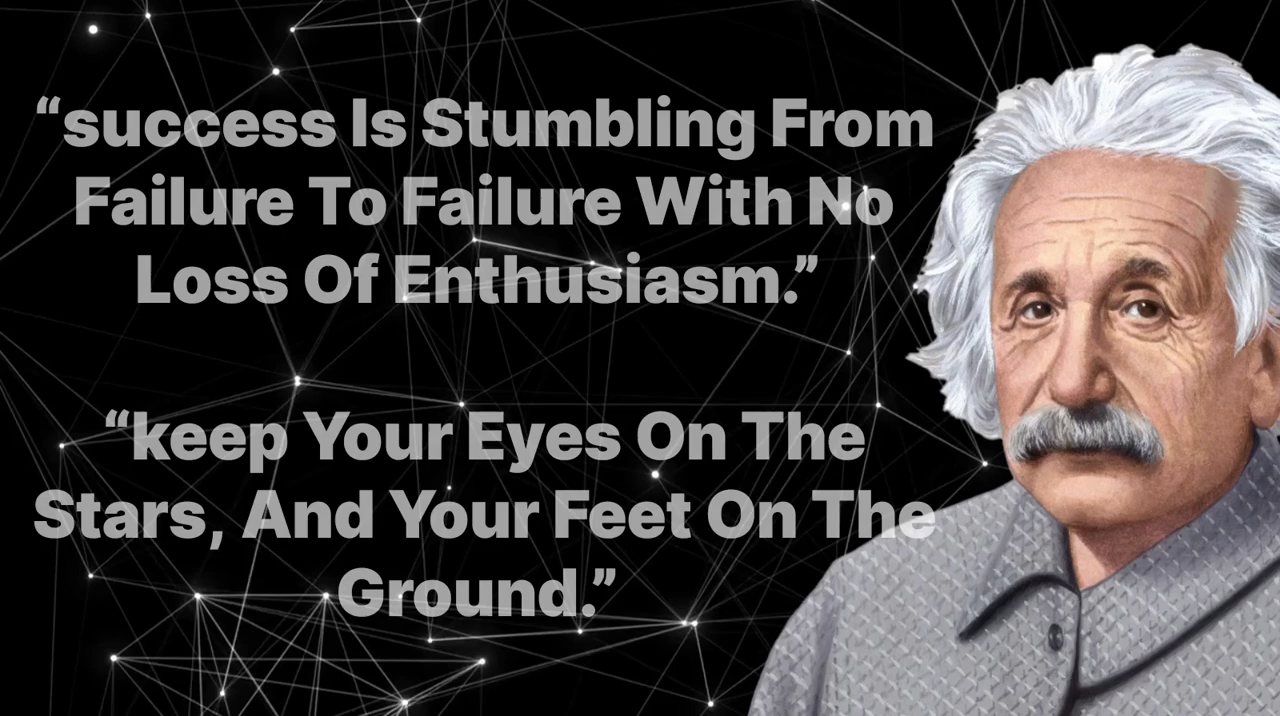 “success Is Stumbling From
Failure To Failure With No
Loss Of Enthusiasm.”
“keep Your Eyes On The
Stars, And Your Feet On The
Ground.”